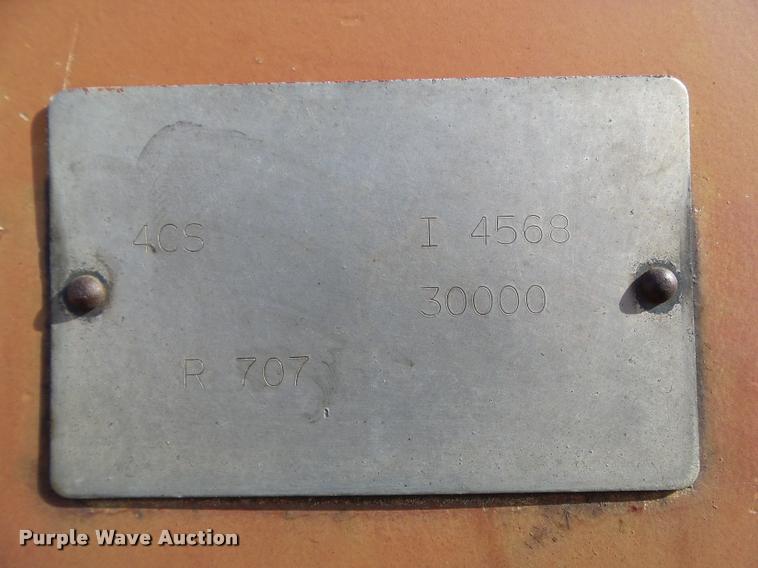 4CS I 4568
30000
R 707
Purple Wave Auction